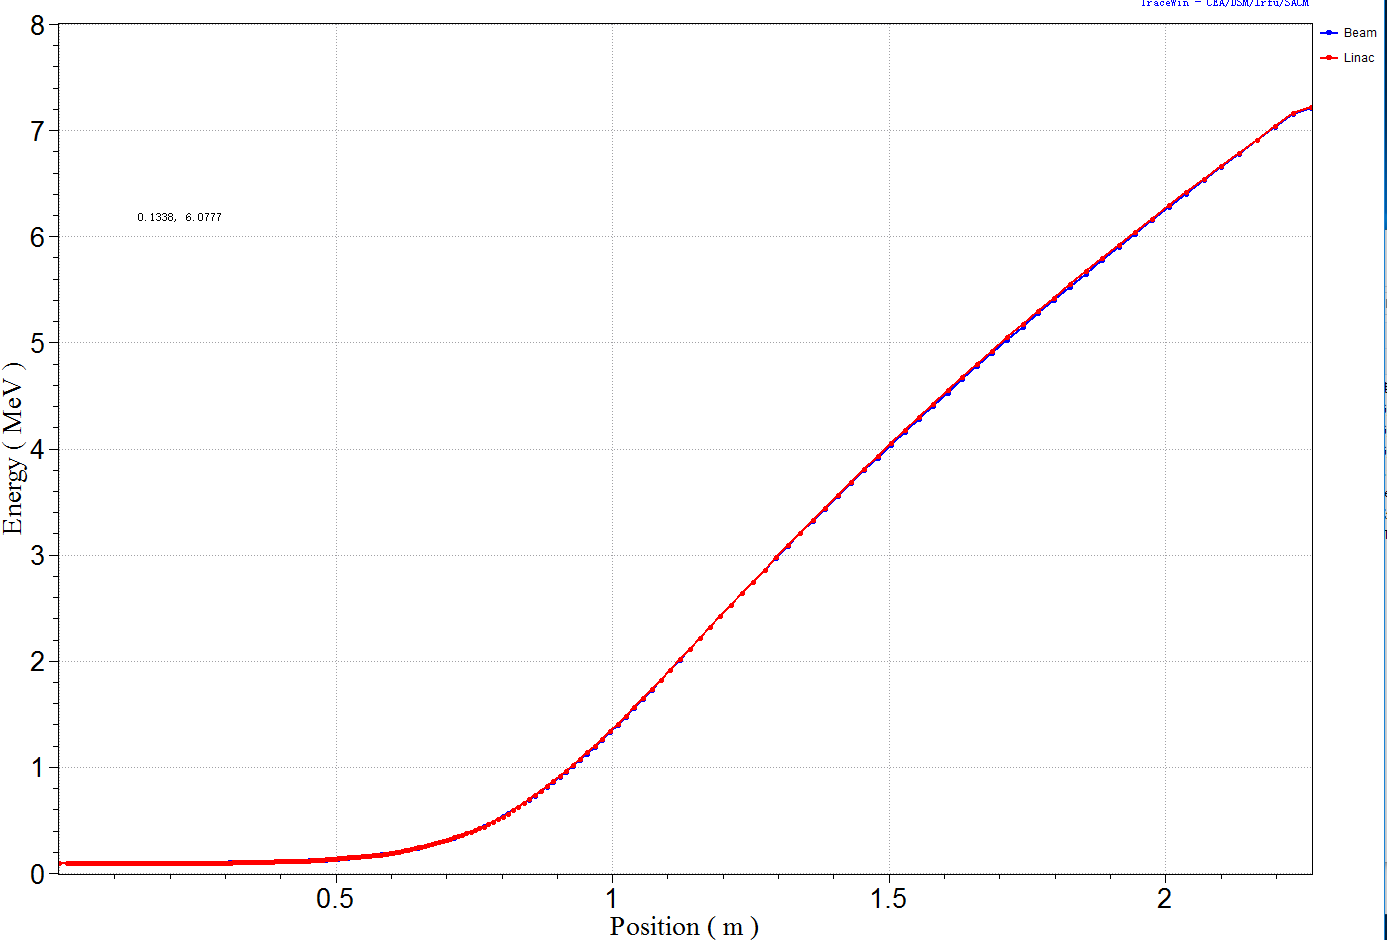 TraceWin - CEA/DSM/Irfu/SACM
Beam
Linac
8
7
6
5
4
3
2
1
0
0.1338, 6.0777
Energy ( MeV )
0.5
1
1.5
2
Position ( m )